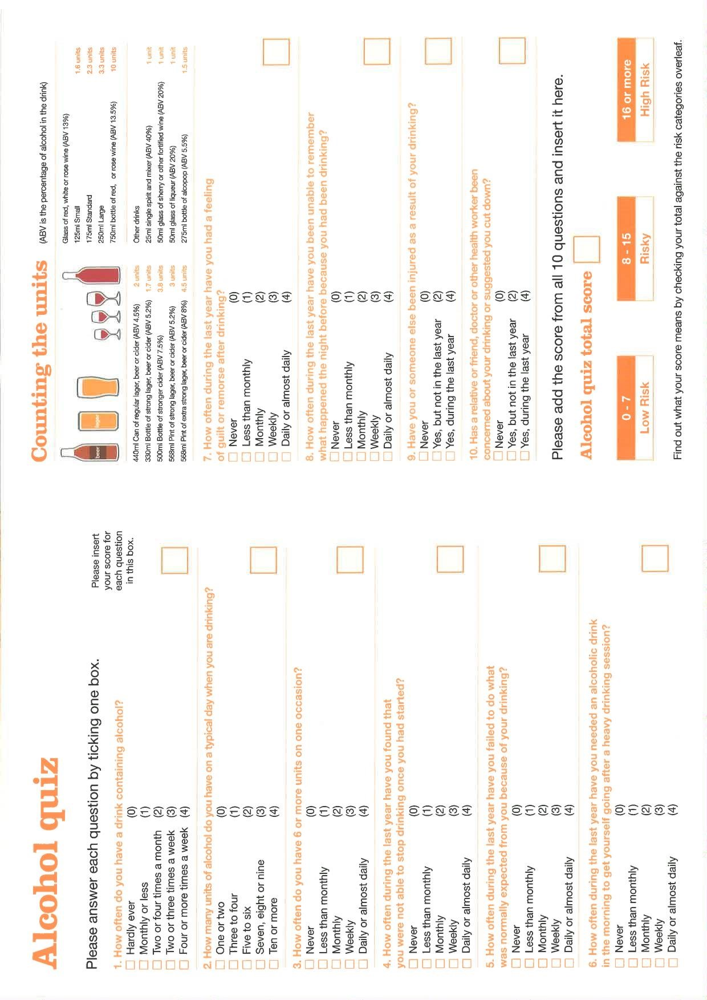 Alcohol quiz
Please answer each question by ticking one box.
Please insert
your score for
each question
in this box.
1. How often do you have a drink containing alcohol?
Hardly ever (0)
Monthly or less (1)
Two or four times a month (2)
Two or three times a week (3)
Four or more times a week (4)
2. How many units of alcohol do you have on a typical day when you are drinking?
One or two (0)
Three to four (1)
Five to six (2)
Seven, eight or nine (3)
Ten or more (4)
3. How often do you have 6 or more units on one occasion?
Never (0)
Less than monthly (1)
Monthly (2)
Weekly (3)
Daily or almost daily (4)
4. How often during the last year have you found that
you were not able to stop drinking once you had started?
Never (0)
Less than monthly (1)
Monthly (2)
Weekly (3)
Daily or almost daily (4)
5. How often during the last year have you failed to do what
was normally expected from you because of your drinking?
Never (0)
Less than monthly (1)
Monthly (2)
Weekly (3)
Daily or almost daily (4)
6. How often during the last year have you needed an alcoholic drink
in the morning to get yourself going after a heavy drinking session?
Never (0)
Less than monthly (1)
Monthly (2)
Weekly (3)
Daily or almost daily (4)
Counting the units (ABV is the percentage of alcohol in the drink)
beer
lager
Glass of red, white or rose wine (ABV 13%)
125ml Small 1.6 units
175ml Standard 2.3 units
250ml Large 3.3 units
750ml bottle of red, or rose wine (ABV 13.5%) 10 units
440ml Can of regular lager, beer or cider (ABV 4.5%) 2 units
330ml Bottle of strong lager, beer or cider (ABV 5.2%) 1.7 units
500ml Bottle of stronger cider (ABV 7.5%) 3.8 units
568ml Pint of strong lager, beer or cider (ABV 5.2%) 3 units
568ml Pint of extra strong lager, beer or cider (ABV 8%) 4.5 units
Other drinks
25ml single spirit and mixer (ABV 40%) 1 unit
50ml glass of sherry or other fortified wine (ABV 20%) 1 unit
50ml glass of liqueur (ABV 20%) 1 unit
275ml bottle of alcopop (ABV 5.5%) 1.5 units
7. How often during the last year have you had a feeling
of guilt or remorse after drinking?
Never (0)
Less than monthly (1)
Monthly (2)
Weekly (3)
Daily or almost daily (4)
8. How often during the last year have you been unable to remember
what happened the night before because you had been drinking?
Never (0)
Less than monthly (1)
Monthly (2)
Weekly (3)
Daily or almost daily (4)
9. Have you or someone else been injured as a result of your drinking?
Never (0)
Yes, but not in the last year (2)
Yes, during the last year (4)
10. Has a relative or friend, doctor or other health worker been
concerned about your drinking or suggested you cut down?
Never (0)
Yes, but not in the last year (2)
Yes, during the last year (4)
Please add the score from all 10 questions and insert it here.
Alcohol quiz total score
0 - 7 8 - 15 16 or more
Low Risk Risky High Risk
Find out what your score means by checking your total against the risk categories overleaf.